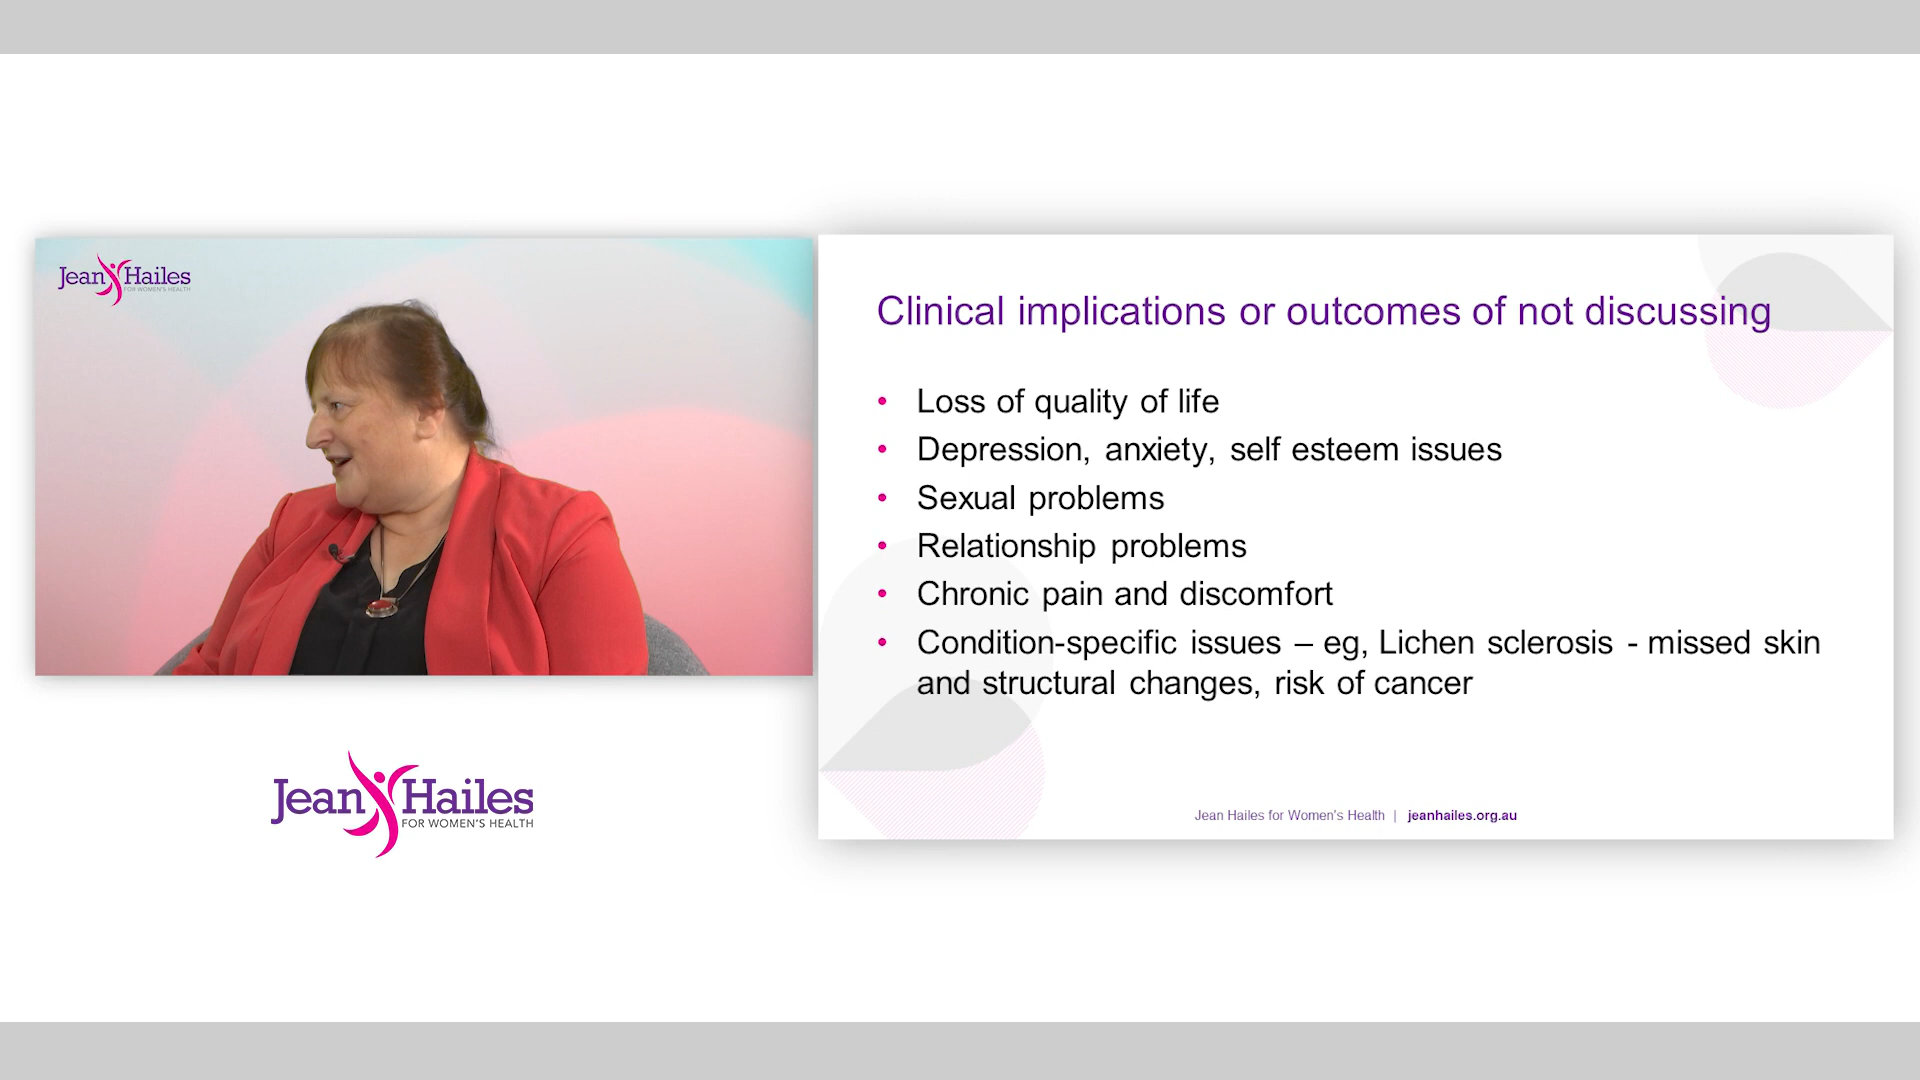 Jean Hailes
FOR WOMEN'S HEALTH
Clinical implications or outcomes of not discussing
• Loss of quality of life
• Depression, anxiety, self esteem issues
• Sexual problems
• Relationship problems
• Chronic pain and discomfort
• Condition-specific issues – eg, Lichen sclerosis - missed skin
and structural changes, risk of cancer
Jean Hailes for Women's Health | jeanhailes.org.au
Jean Hailes
FOR WOMEN'S HEALTH